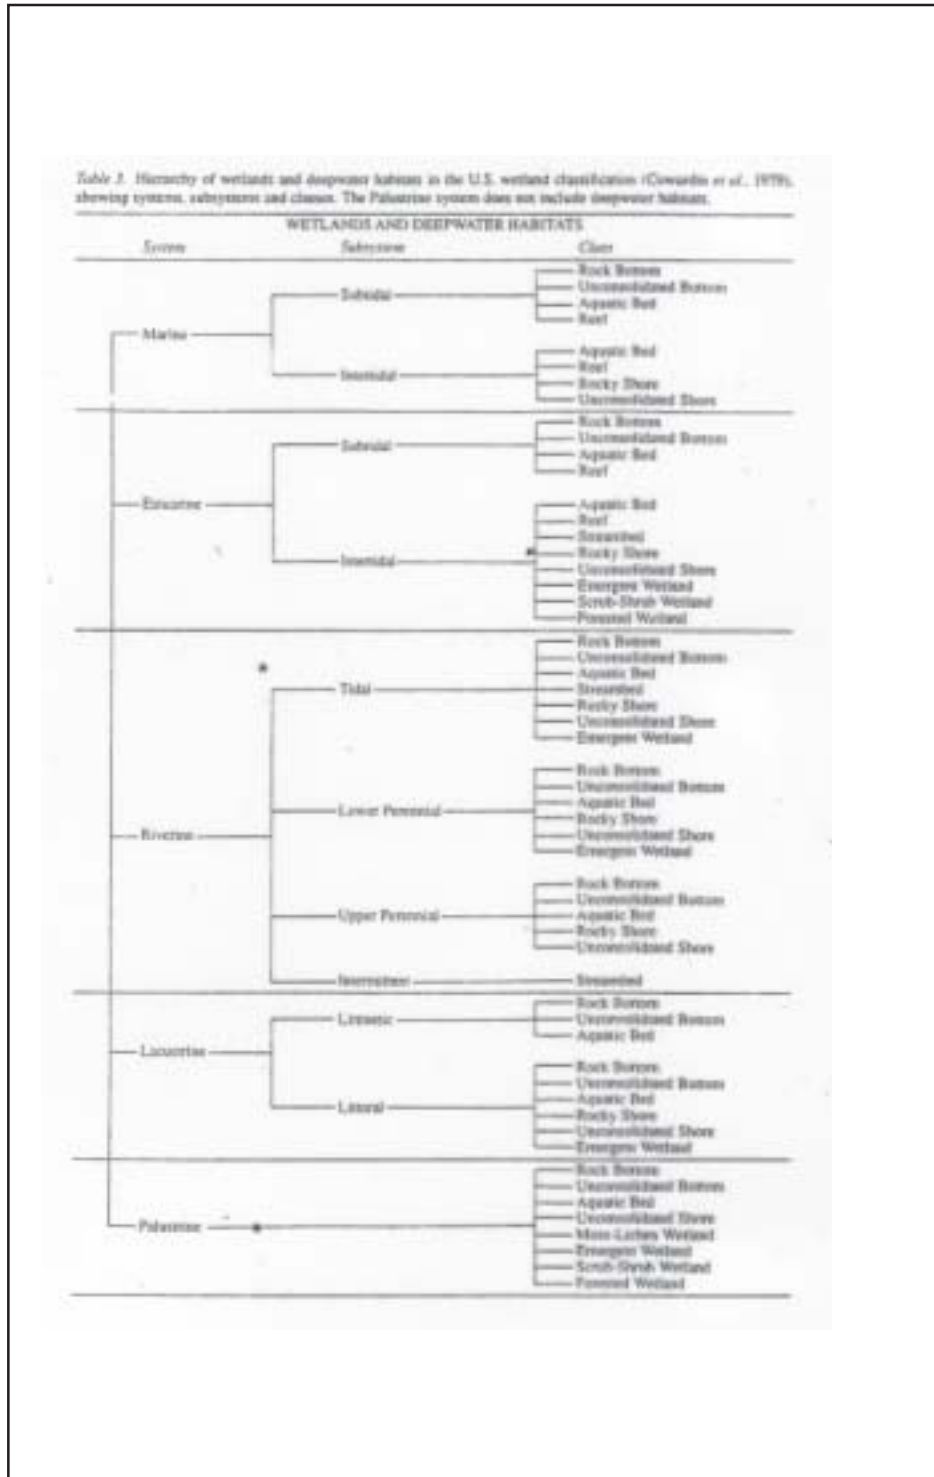 Table 3. Hierarchy of wetlands and deepwater habitats in the U.S. wetland classification (Cowardin et al., 1979),
showing systems, subsystems and classes. The Palustrine system does not include deepwater habitats.
WETLANDS AND DEEPWATER HABITATS
System Subsystem Class
Marine
Subtidal
Rock Bottom
Unconsolidated Bottom
Aquatic Bed
Reef
Intertidal
Aquatic Bed
Reef
Rocky Shore
Unconsolidated Shore
Estuarine
Subtidal
Rock Bottom
Unconsolidated Bottom
Aquatic Bed
Reef
Intertidal
Aquatic Bed
Reef
Streambed
Rocky Shore
Unconsolidated Shore
Emergent Wetland
Scrub-Shrub Wetland
Forested Wetland
Riverine
Tidal
Rock Bottom
Unconsolidated Bottom
Aquatic Bed
Streambed
Rocky Shore
Unconsolidated Shore
Emergent Wetland
Lower Perennial
Rock Bottom
Unconsolidated Bottom
Aquatic Bed
Rocky Shore
Unconsolidated Shore
Emergent Wetland
Upper Perennial
Rock Bottom
Unconsolidated Bottom
Aquatic Bed
Rocky Shore
Unconsolidated Shore
Intermittent
Streambed
Lacustrine
Limnetic
Rock Bottom
Unconsolidated Bottom
Aquatic Bed
Littoral
Rock Bottom
Unconsolidated Bottom
Aquatic Bed
Rocky Shore
Unconsolidated Shore
Emergent Wetland
Palustrine
Rock Bottom
Unconsolidated Bottom
Aquatic Bed
Unconsolidated Shore
Moss-Lichen Wetland
Emergent Wetland
Scrub-Shrub Wetland
Forested Wetland